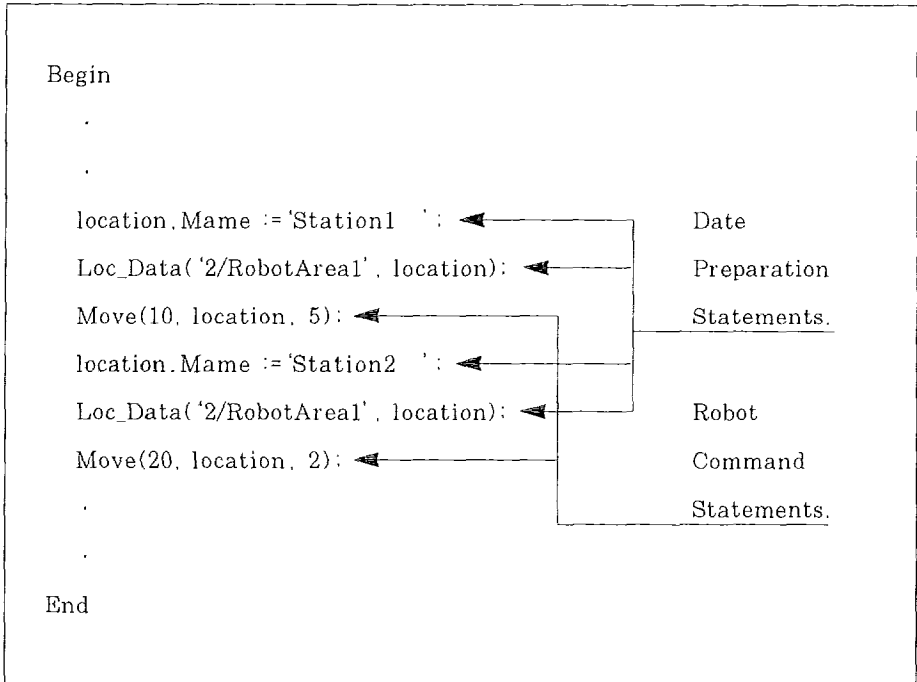 Begin
.
.
location.Mame :='Station1   ';
Date
Loc_Data('2/RobotArea1', location);
Preparation
Move(10, location, 5);
Statements.
location.Mame :='Station2   ';
Loc_Data('2/RobotArea1', location);
Robot
Move(20, location, 2);
Command
.
Statements.
.
End